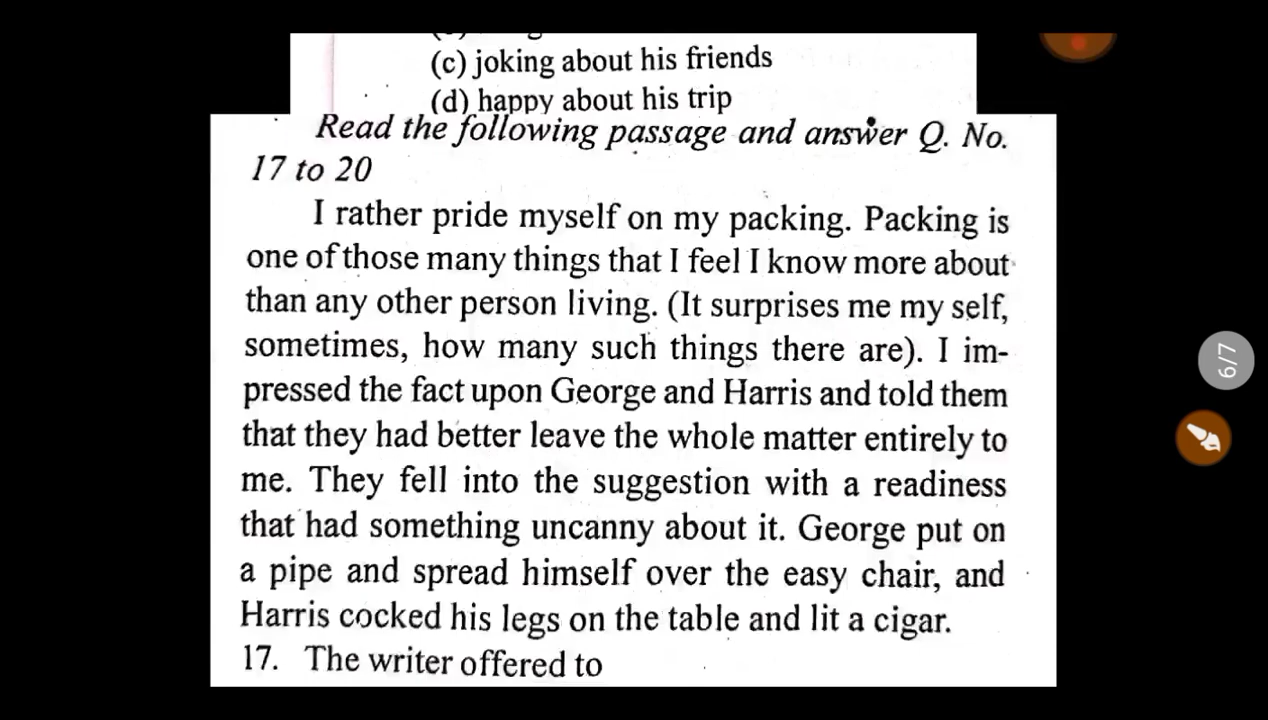 (c) joking about his friends
(d) happy about his trip
Read the following passage and answer Q. No.
17 to 20
I rather pride myself on my packing. Packing is
one of those many things that I feel I know more about
than any other person living. (It surprises me my self,
sometimes, how many such things there are). I im-
pressed the fact upon George and Harris and told them
that they had better leave the whole matter entirely to
me. They fell into the suggestion with a readiness
that had something uncanny about it. George put on
a pipe and spread himself over the easy chair, and
Harris cocked his legs on the table and lit a cigar.
17. The writer offered to
6/7